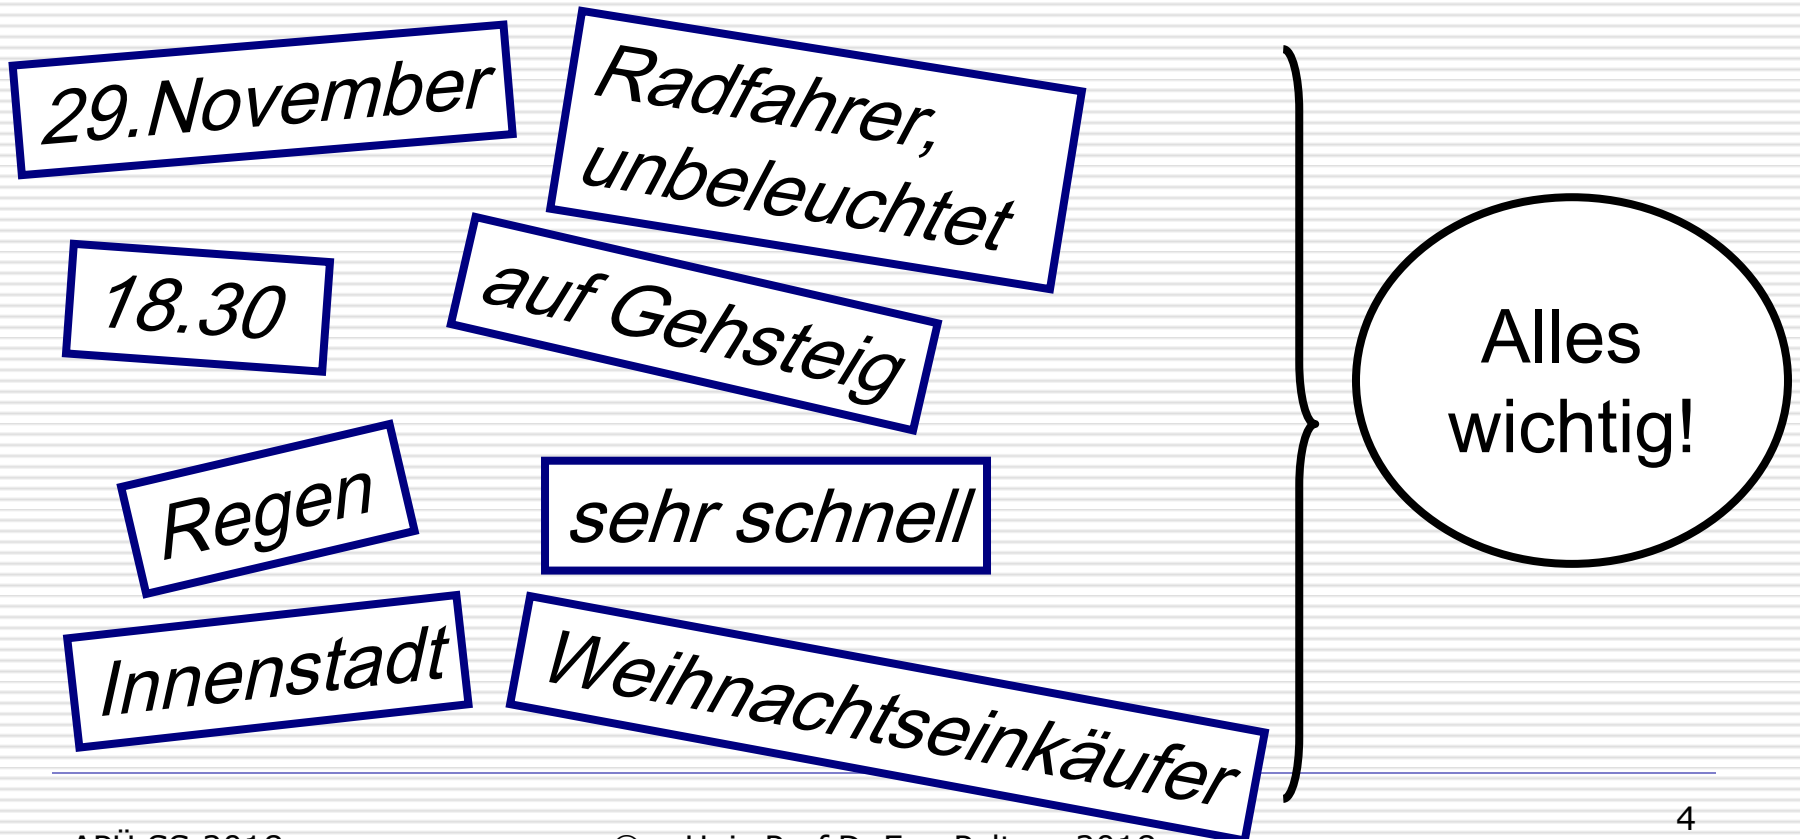 29.November
Radfahrer,
unbeleuchtet
18.30
auf Gehsteig
Regen
sehr schnell
Innenstadt
Weihnachtseinkäufer
Alles
wichtig!
4